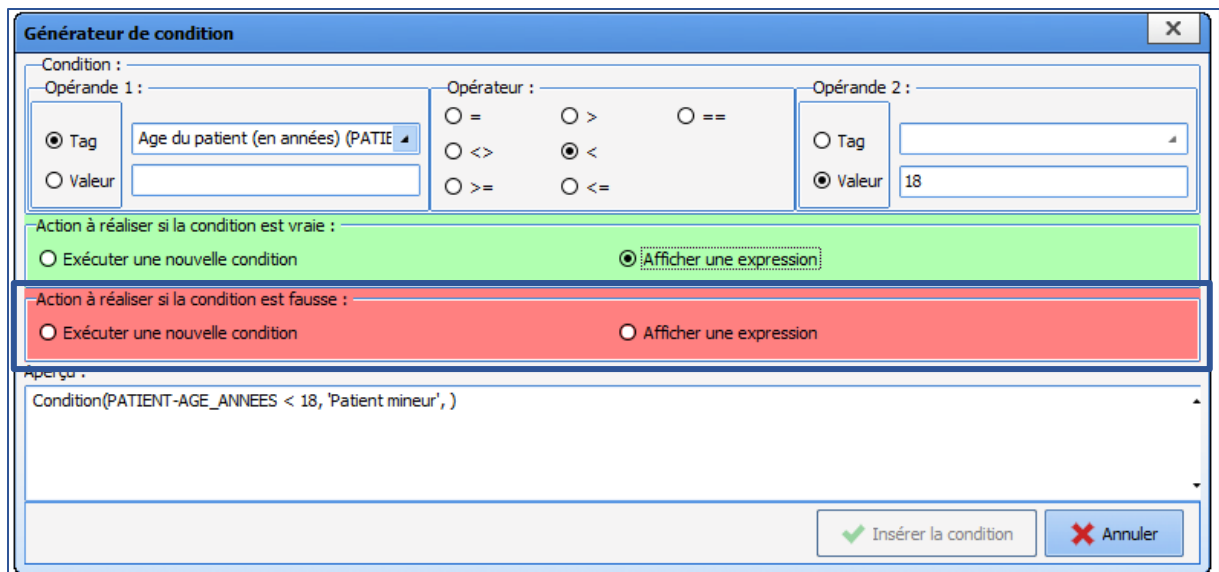 Générateur de condition
X
Condition :
Opérande 1 :
Opérateur :
Opérande 2 :
Tag
Age du patient (en années) (PATIE
Valeur
=
>
==
<>
<
>=
<=
Tag
Valeur
18
Action à réaliser si la condition est vraie :
Exécuter une nouvelle condition
Afficher une expression
Action à réaliser si la condition est fausse :
Exécuter une nouvelle condition
Afficher une expression
Aperçu :
Condition(PATIENT-AGE_ANNEES < 18, 'Patient mineur', )
Insérer la condition
Annuler